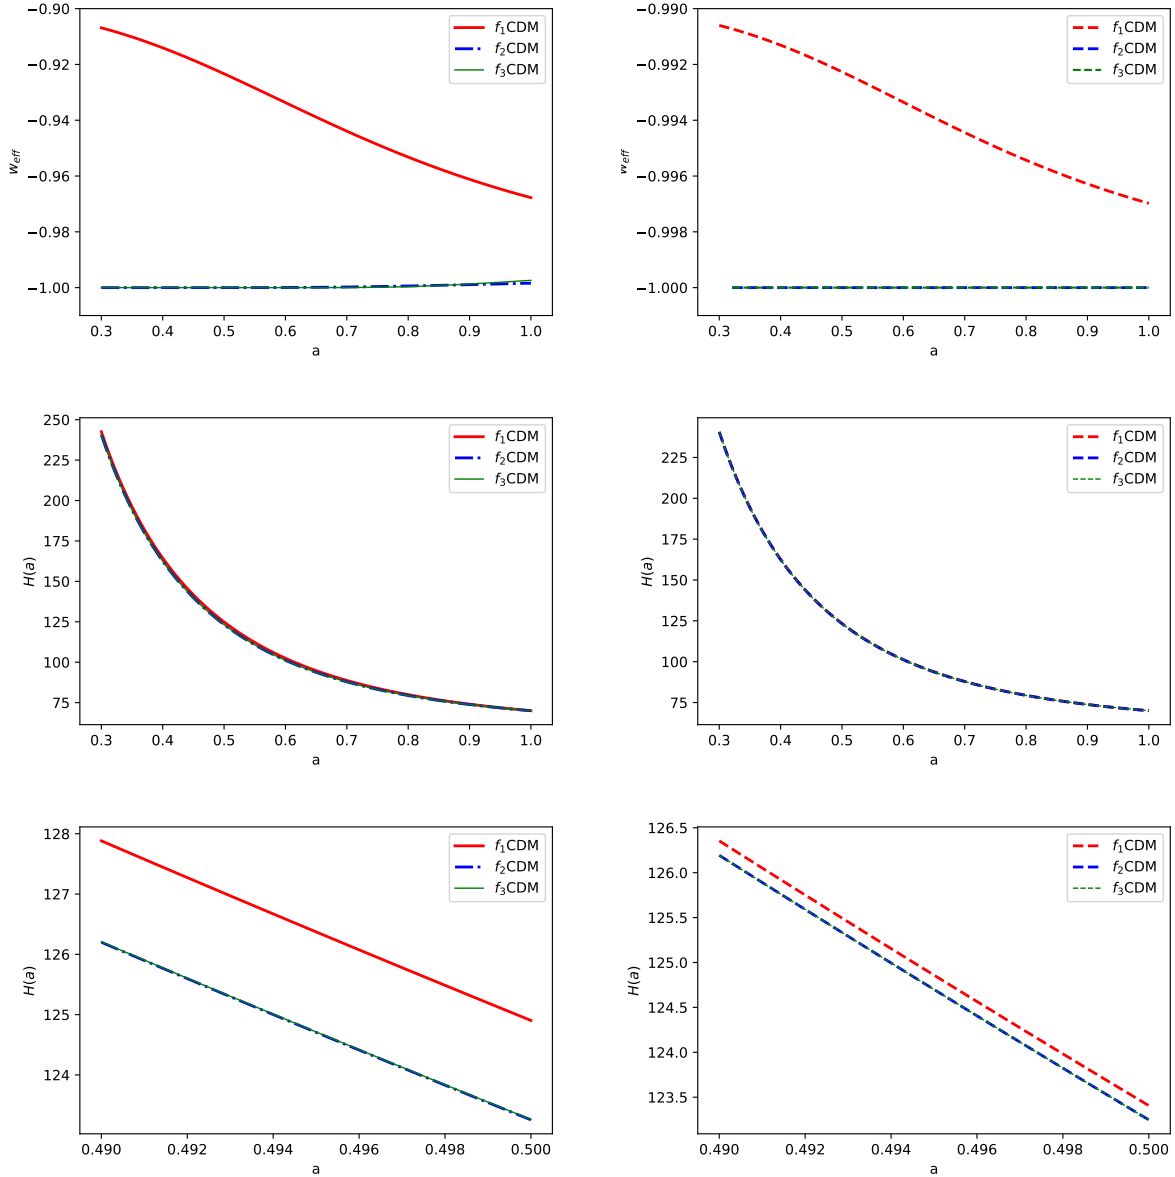 −0.90
−0.92
−0.94
−0.96
−0.98
−1.00
0.3 0.4 0.5 0.6 0.7 0.8 0.9 1.0
a
w_eff
f₁CDM
f₂CDM
f₃CDM
−0.990
−0.992
−0.994
−0.996
−0.998
−1.000
0.3 0.4 0.5 0.6 0.7 0.8 0.9 1.0
a
w_eff
f₁CDM
f₂CDM
f₃CDM
250
225
200
175
150
125
100
75
0.3 0.4 0.5 0.6 0.7 0.8 0.9 1.0
a
H(a)
f₁CDM
f₂CDM
f₃CDM
225
200
175
150
125
100
75
0.3 0.4 0.5 0.6 0.7 0.8 0.9 1.0
a
H(a)
f₁CDM
f₂CDM
f₃CDM
128
127
126
125
124
0.490 0.492 0.494 0.496 0.498 0.500
a
H(a)
f₁CDM
f₂CDM
f₃CDM
126.5
126.0
125.5
125.0
124.5
124.0
123.5
0.490 0.492 0.494 0.496 0.498 0.500
a
H(a)
f₁CDM
f₂CDM
f₃CDM